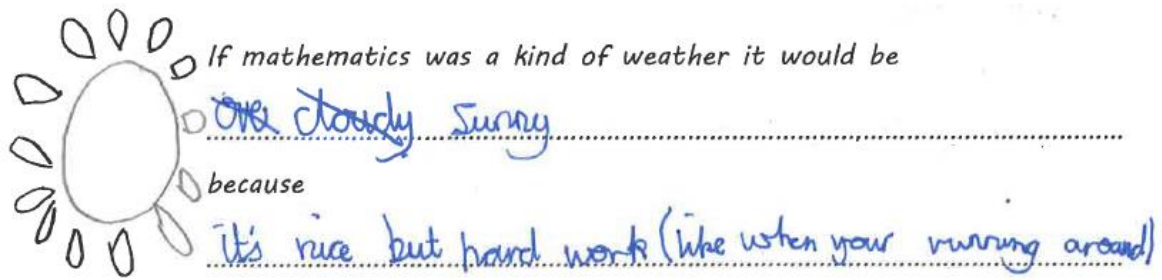 If mathematics was a kind of weather it would be
over cloudy sunny
because
it's nice but hard work (like when your running around)